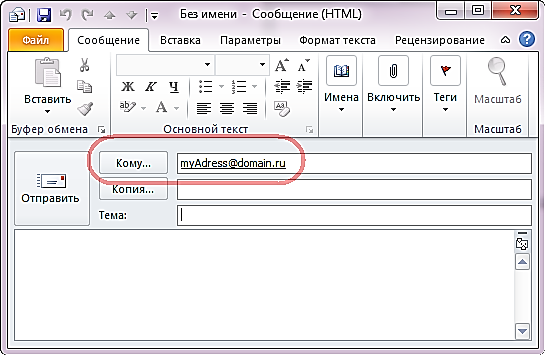 Без имени - Сообщение (HTML)
Файл Сообщение Вставка Параметры Формат текста Рецензирование
Вставить
Буфер обмена
Ж К Ч
Основной текст
Имена
Включить
Теги
Масштаб
Масштаб
Отправить
Кому... myAdress@domain.ru
Копия...
Тема: